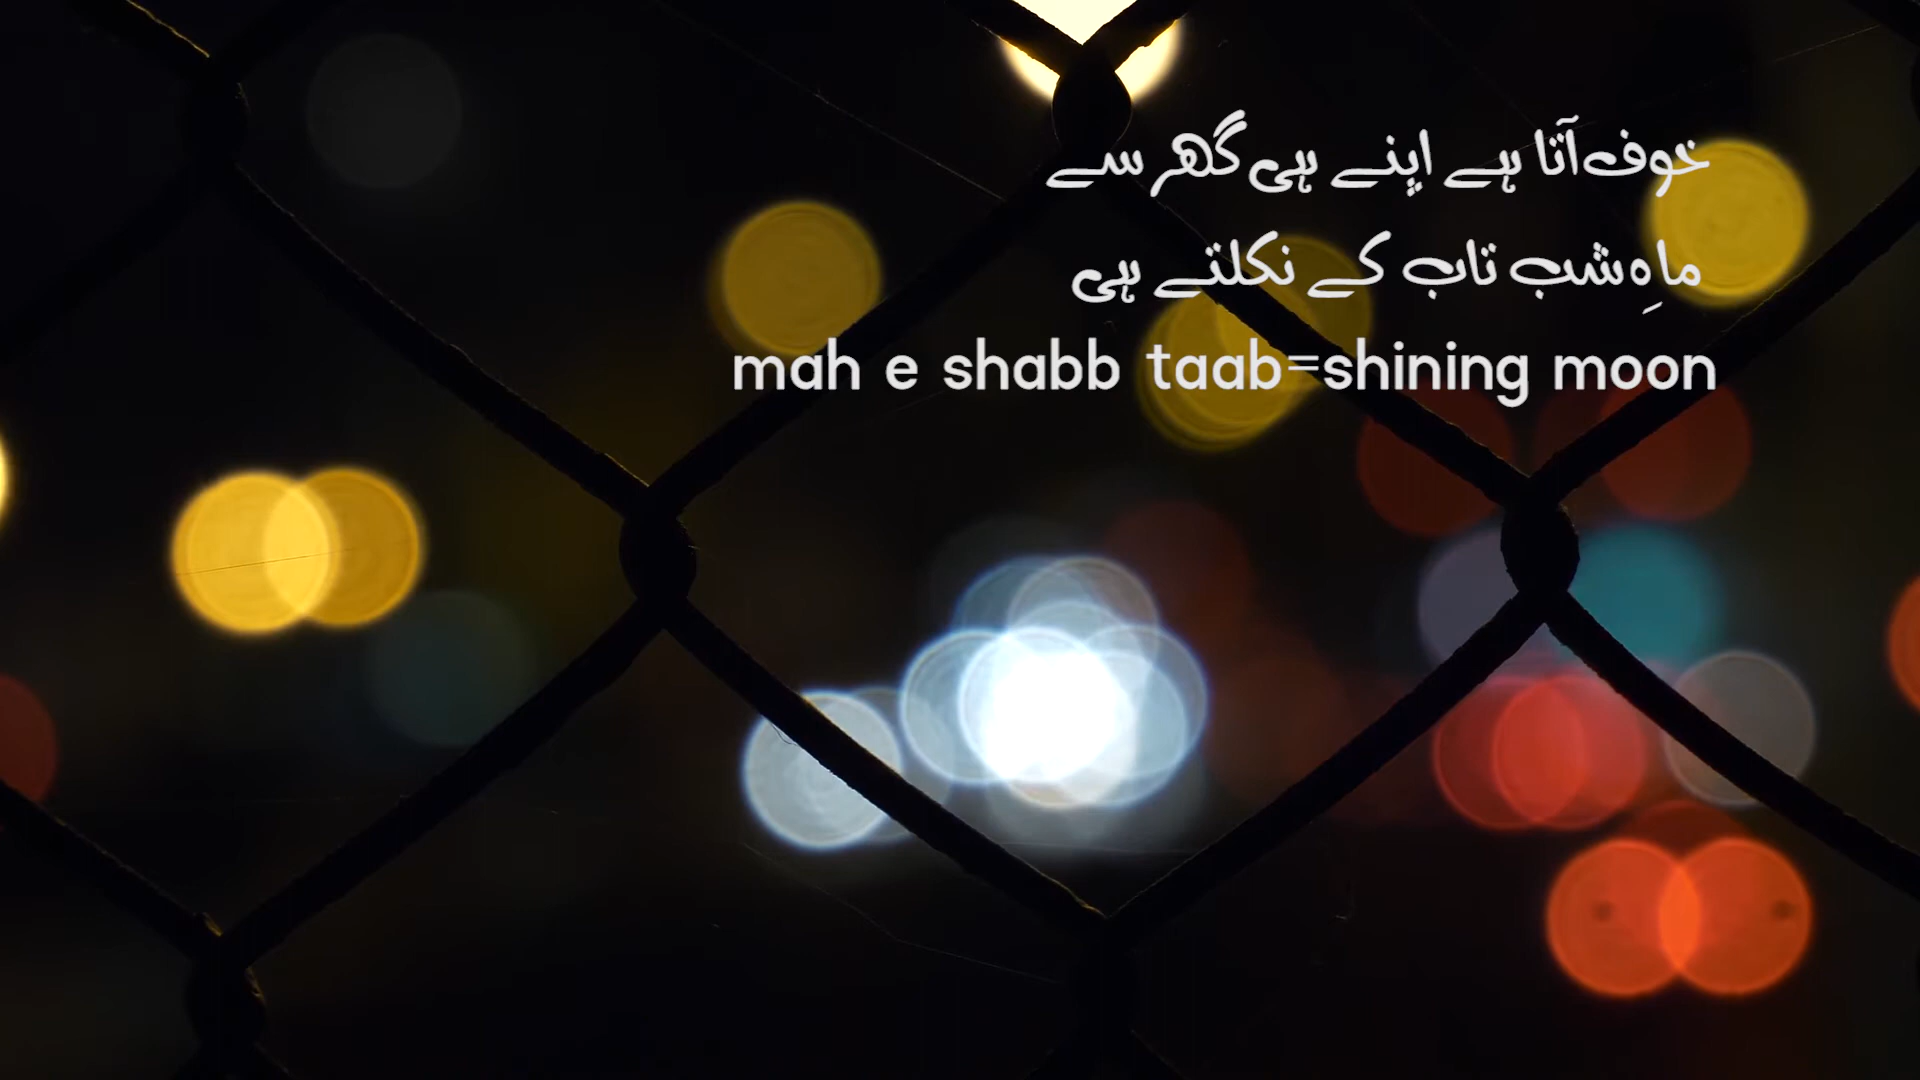 خوف آتا ہے اپنے ہی گھر سے
ماہِ شب تاب کے نکلتے ہی
mah e shabb taab=shining moon